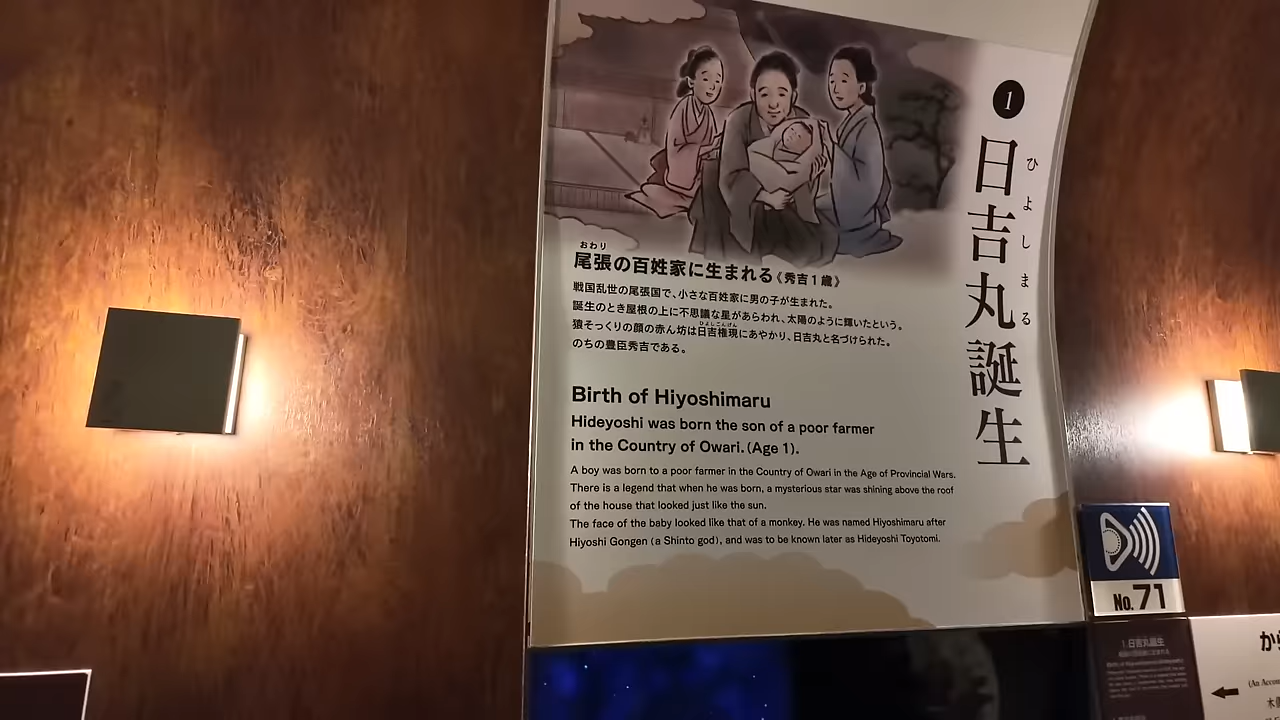 1
日吉丸誕生
ひよしまる
おわり
尾張の百姓家に生まれる《秀吉1歳》
戦国乱世の尾張国で、小さな百姓家に男の子が生まれた。
誕生のとき屋根の上に不思議な星があらわれ、太陽のように輝いたという。
ひよしごんげん
猿そっくりの顔の赤ん坊は日吉権現にあやかり、日吉丸と名づけられた。
のちの豊臣秀吉である。
Birth of Hiyoshimaru
Hideyoshi was born the son of a poor farmer
in the Country of Owari. (Age 1).
A boy was born to a poor farmer in the Country of Owari in the Age of Provincial Wars.
There is a legend that when he was born, a mysterious star was shining above the roof
of the house that looked just like the sun.
The face of the baby looked like that of a monkey. He was named Hiyoshimaru after
Hiyoshi Gongen (a Shinto god), and was to be known later as Hideyoshi Toyotomi.
No.71
1.日吉丸誕生
から
(An Accou